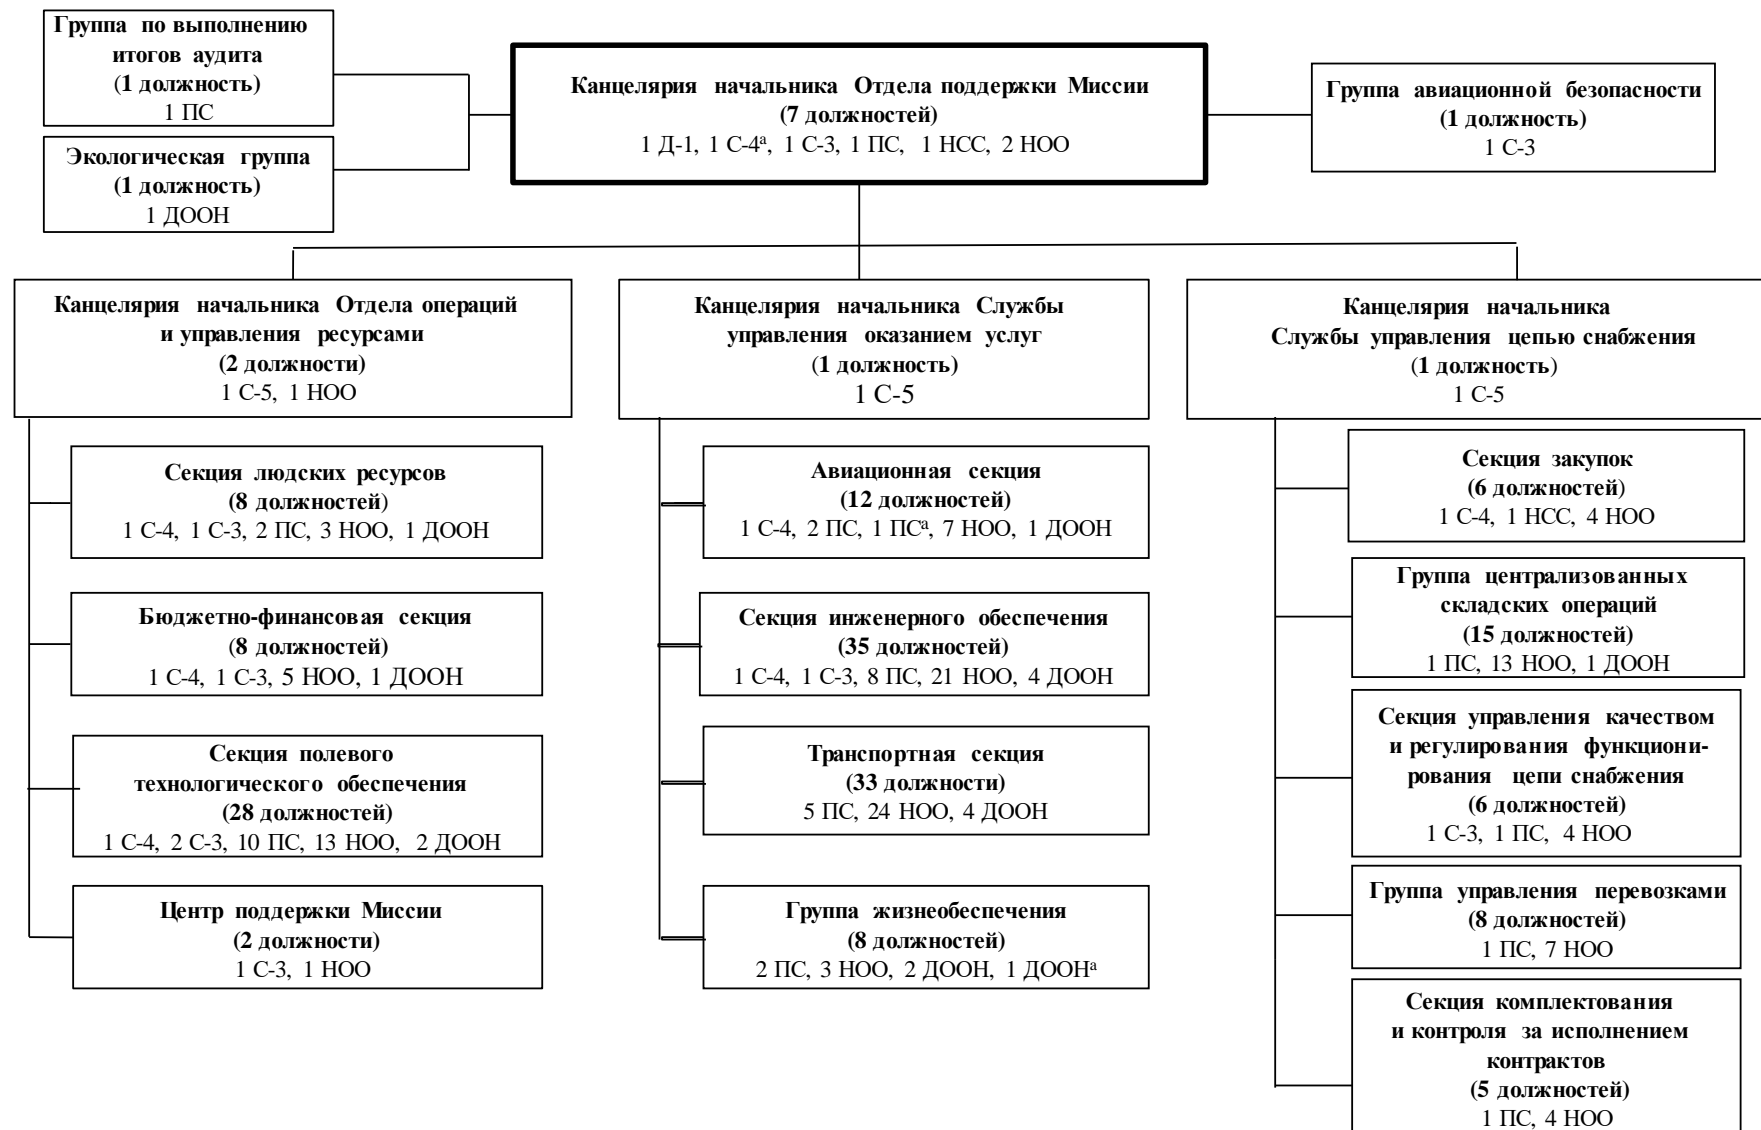 Группа по выполнению
итогов аудита
(1 должность)
1 ПС
Экологическая группа
(1 должность)
1 ДООН
Канцелярия начальника Отдела поддержки Миссии
(7 должностей)
1 Д-1, 1 С-4ᵃ, 1 С-3, 1 ПС, 1 НСС, 2 НОО
Группа авиационной безопасности
(1 должность)
1 С-3
Канцелярия начальника Отдела операций
и управления ресурсами
(2 должности)
1 С-5, 1 НОО
Секция людских ресурсов
(8 должностей)
1 С-4, 1 С-3, 2 ПС, 3 НОО, 1 ДООН
Бюджетно-финансовая секция
(8 должностей)
1 С-4, 1 С-3, 5 НОО, 1 ДООН
Секция полевого
технологического обеспечения
(28 должностей)
1 С-4, 2 С-3, 10 ПС, 13 НОО, 2 ДООН
Центр поддержки Миссии
(2 должности)
1 С-3, 1 НОО
Канцелярия начальника Службы
управления оказанием услуг
(1 должность)
1 С-5
Авиационная секция
(12 должностей)
1 С-4, 2 ПС, 1 ПСᵃ, 7 НОО, 1 ДООН
Секция инженерного обеспечения
(35 должностей)
1 С-4, 1 С-3, 8 ПС, 21 НОО, 4 ДООН
Транспортная секция
(33 должности)
5 ПС, 24 НОО, 4 ДООН
Группа жизнеобеспечения
(8 должностей)
2 ПС, 3 НОО, 2 ДООН, 1 ДООНᵃ
Канцелярия начальника
Службы управления цепью снабжения
(1 должность)
1 С-5
Секция закупок
(6 должностей)
1 С-4, 1 НСС, 4 НОО
Группа централизованных
складских операций
(15 должностей)
1 ПС, 13 НОО, 1 ДООН
Секция управления качеством
и регулирования функциони-
рования цепи снабжения
(6 должностей)
1 С-3, 1 ПС, 4 НОО
Группа управления перевозками
(8 должностей)
1 ПС, 7 НОО
Секция комплектования
и контроля за исполнением
контрактов
(5 должностей)
1 ПС, 4 НОО